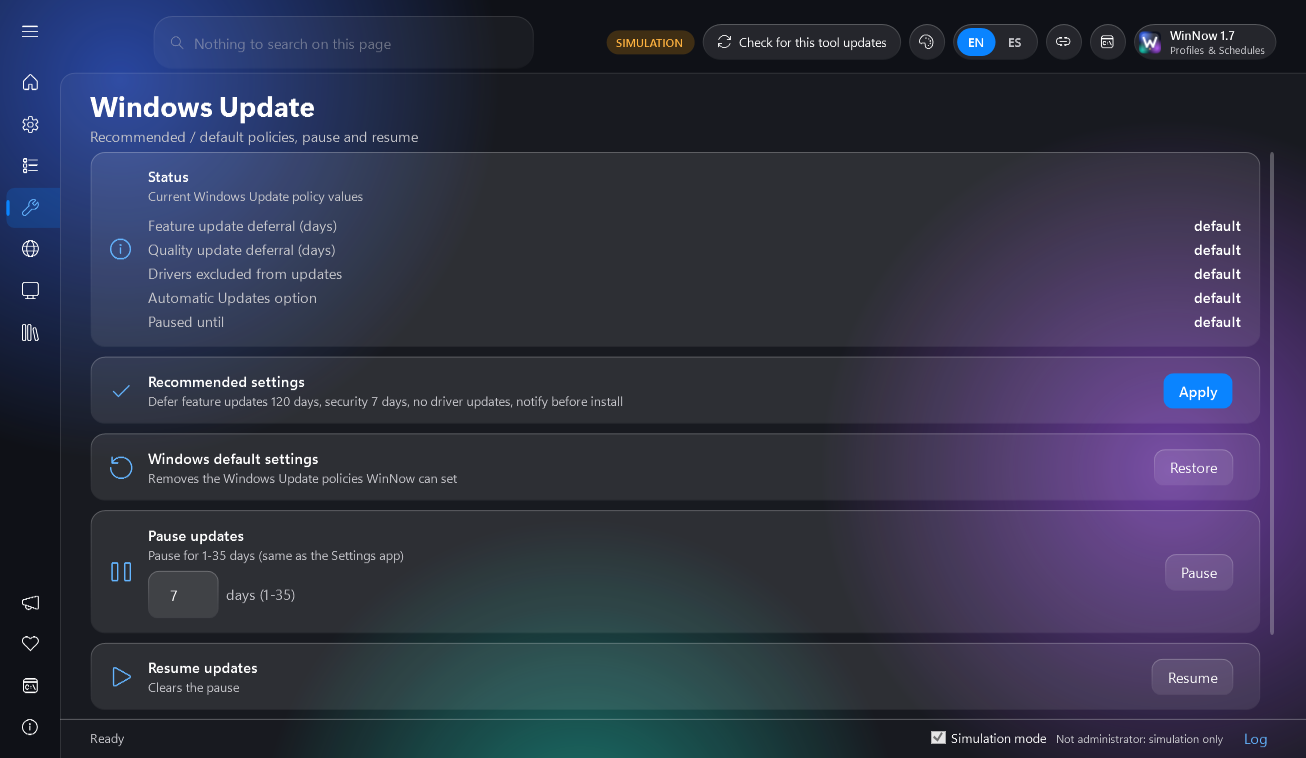 Nothing to search on this page
SIMULATION
Check for this tool updates
EN
ES
WinNow 1.7
Profiles & Schedules
Windows Update
Recommended / default policies, pause and resume
Status
Current Windows Update policy values
Feature update deferral (days) default
Quality update deferral (days) default
Drivers excluded from updates default
Automatic Updates option default
Paused until default
Recommended settings
Defer feature updates 120 days, security 7 days, no driver updates, notify before install
Apply
Windows default settings
Removes the Windows Update policies WinNow can set
Restore
Pause updates
Pause for 1-35 days (same as the Settings app)
7 days (1-35)
Pause
Resume updates
Clears the pause
Resume
Ready
Simulation mode
Not administrator: simulation only
Log